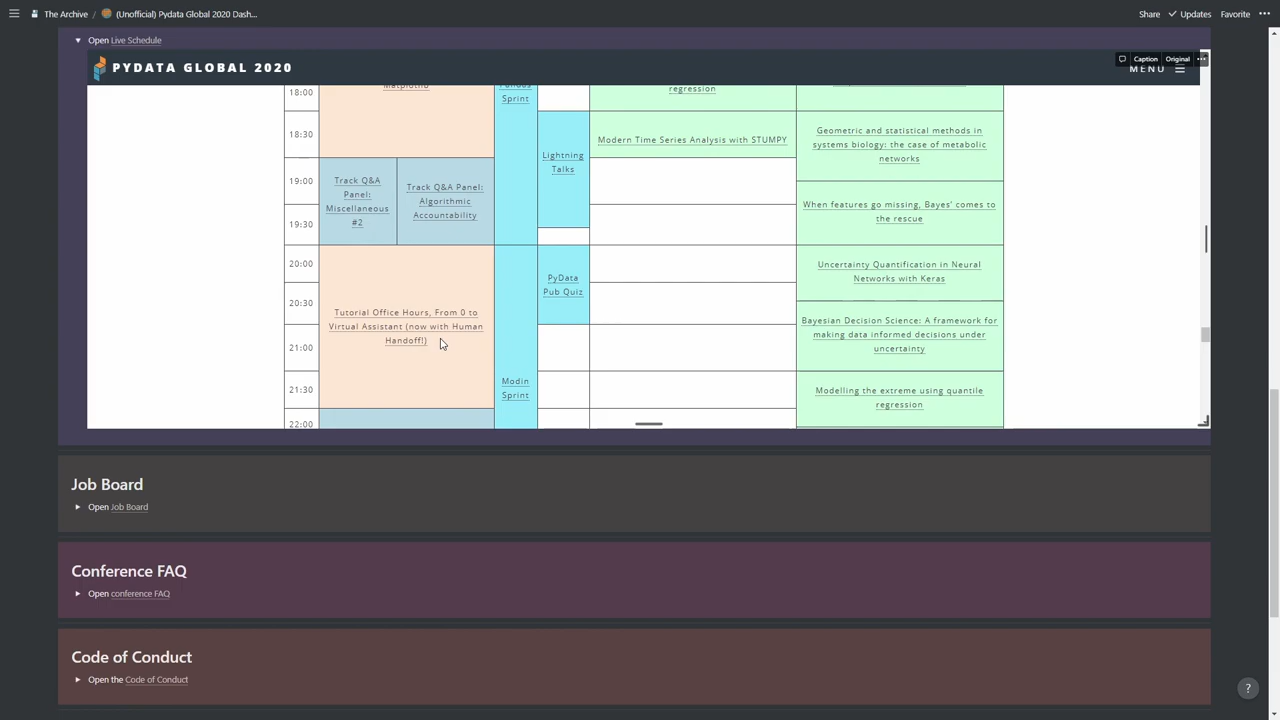 The Archive / (Unofficial) Pydata Global 2020 Dash...
Share
Updates
Favorite
Open Live Schedule
PYDATA GLOBAL 2020
Caption
Original
MENU
18:00
Matplotlib
Sprint
regression
18:30
Lightning
Talks
Modern Time Series Analysis with STUMPY
Geometric and statistical methods in
systems biology: the case of metabolic
networks
19:00
Track Q&A
Panel:
Miscellaneous
#2
Track Q&A Panel:
Algorithmic
Accountability
When features go missing, Bayes' comes to
the rescue
19:30
20:00
PyData
Pub Quiz
Uncertainty Quantification in Neural
Networks with Keras
20:30
Tutorial Office Hours, From 0 to
Virtual Assistant (now with Human
Handoff!)
Bayesian Decision Science: A framework for
making data informed decisions under
uncertainty
21:00
21:30
Modin
Sprint
Modelling the extreme using quantile
regression
22:00
Job Board
Open Job Board
Conference FAQ
Open conference FAQ
Code of Conduct
Open the Code of Conduct
?